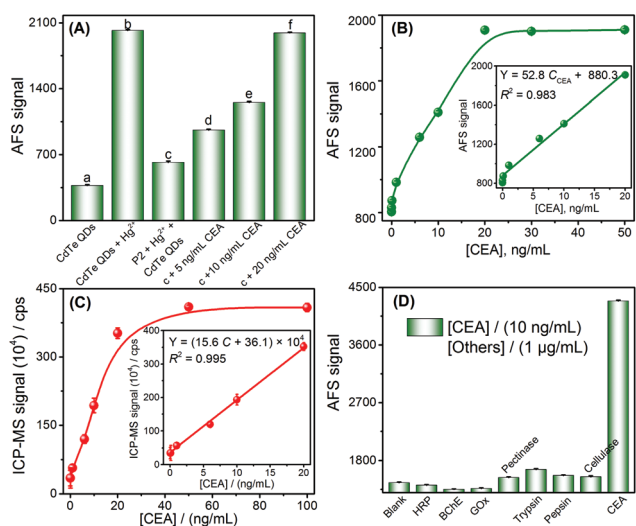 (A)
AFS signal
2100
1400
700
0
a
b
c
d
e
f
CdTe QDs
CdTe QDs + Hg²⁺
P2 + Hg²⁺ +
CdTe QDs
c + 5 ng/mL CEA
c +10 ng/mL CEA
c + 20 ng/mL CEA
(B)
AFS signal
2000
1600
1200
800
0 10 20 30 40 50
[CEA], ng/mL
Y = 52.8 C_CEA + 880.3
R² = 0.983
AFS signal
2000
1600
1200
800
0 5 10 15 20
[CEA], ng/mL
(C)
ICP-MS signal (10⁴) / cps
450
300
150
0
0 20 40 60 80 100
[CEA] / (ng/mL)
Y = (15.6 C + 36.1) × 10⁴
R² = 0.995
ICP-MS signal (10⁴) / cps
400
300
200
100
0
0 5 10 15 20
[CEA] / (ng/mL)
(D)
[CEA] / (10 ng/mL)
[Others] / (1 μg/mL)
AFS signal
4500
3600
2700
1800
Blank
HRP
BChE
GOx
Pectinase
Trypsin
Pepsin
Cellulase
CEA